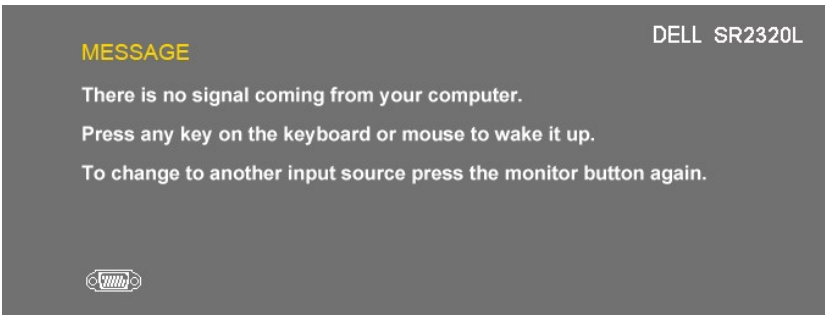 DELL SR2320L
MESSAGE
There is no signal coming from your computer.
Press any key on the keyboard or mouse to wake it up.
To change to another input source press the monitor button again.